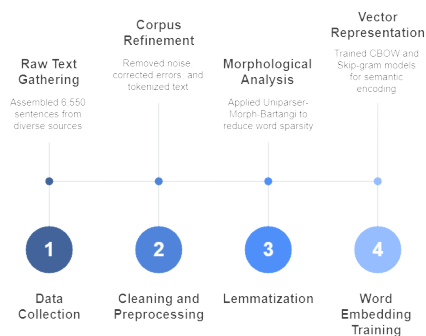 Raw Text
Gathering
Assembled 6,550
sentences from
diverse sources
Corpus
Refinement
Removed noise,
corrected errors, and
tokenized text
Morphological
Analysis
Applied Uniparser-
Morph-Bartangi to
reduce word sparsity
Vector
Representation
Trained CBOW and
Skip-gram models
for semantic
encoding
1
2
3
4
Data
Collection
Cleaning and
Preprocessing
Lemmatization
Word
Embedding
Training